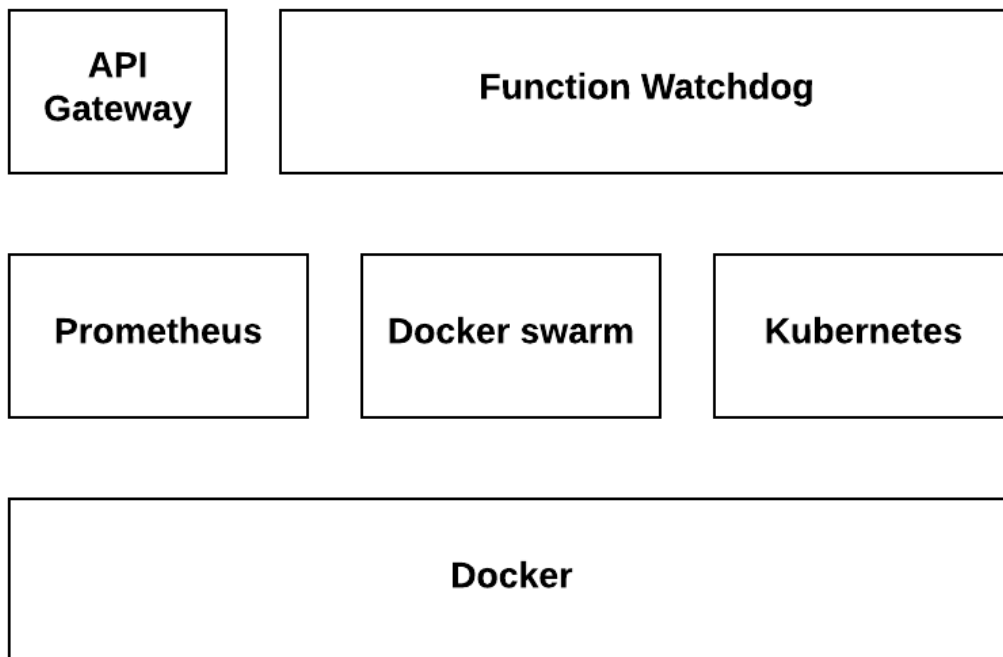 API
Gateway
Function Watchdog
Prometheus
Docker swarm
Kubernetes
Docker